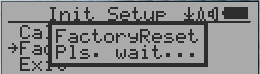 Init Setup
Ca
FactoryReset
→Fac
Pls. wait...
Exi